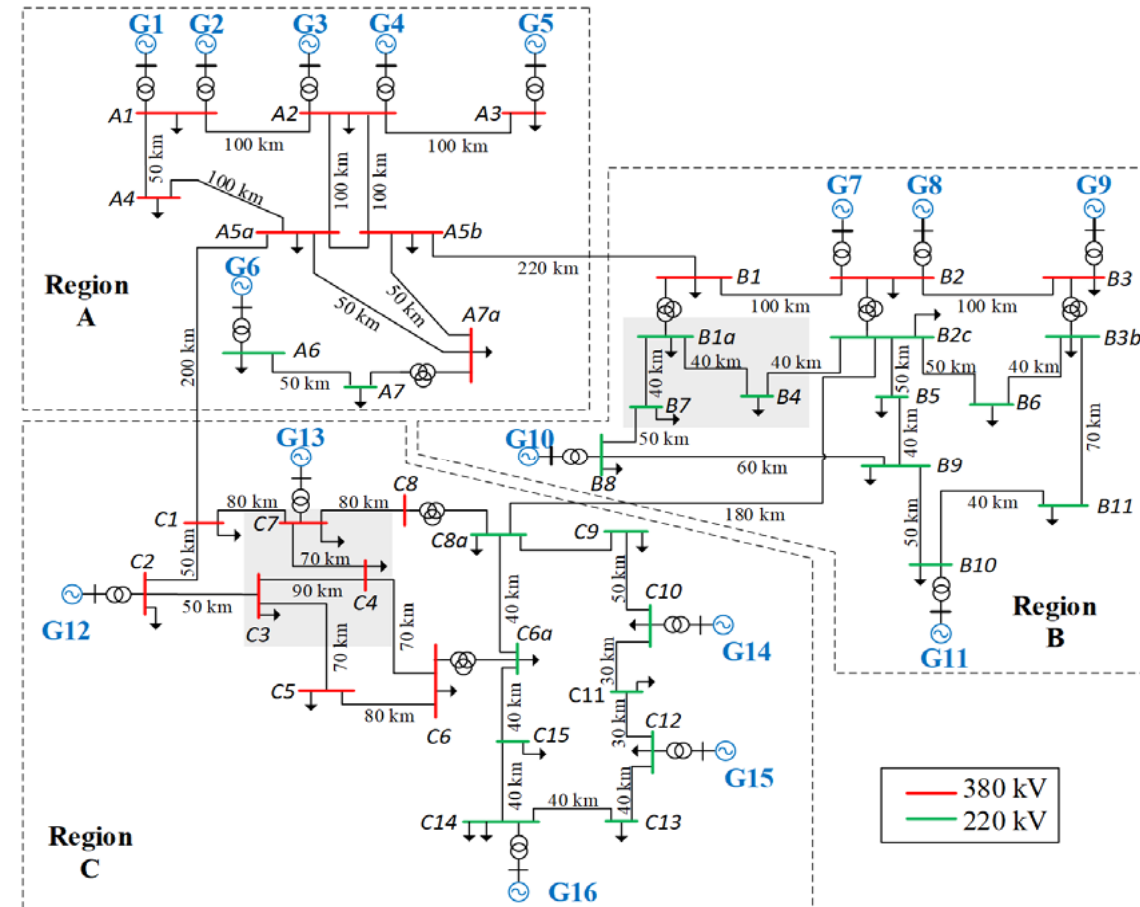 G1
G2
G3
G4
G5
A1
A2
A3
100 km
100 km
50 km
100 km
100 km
100 km
A4
A5a
A5b
G6
220 km
Region
A
50 km
50 km
A7a
A6
50 km
A7
200 km
G7
G8
G9
B1
B2
B3
100 km
100 km
B1a
B2c
B3b
40 km
40 km
40 km
50 km
50 km
40 km
B7
B4
B5
B6
70 km
G10
50 km
40 km
B8
60 km
B9
40 km
B11
180 km
50 km
B10
G11
Region
B
G13
80 km
80 km
C8
C1
C7
C8a
C9
50 km
C2
70 km
50 km
C10
G12
50 km
90 km
C4
C3
40 km
C6a
G14
70 km
70 km
30 km
C11
C5
80 km
C6
40 km
C15
30 km
C12
G15
40 km
40 km
40 km
C14
C13
G16
Region
C
380 kV
220 kV